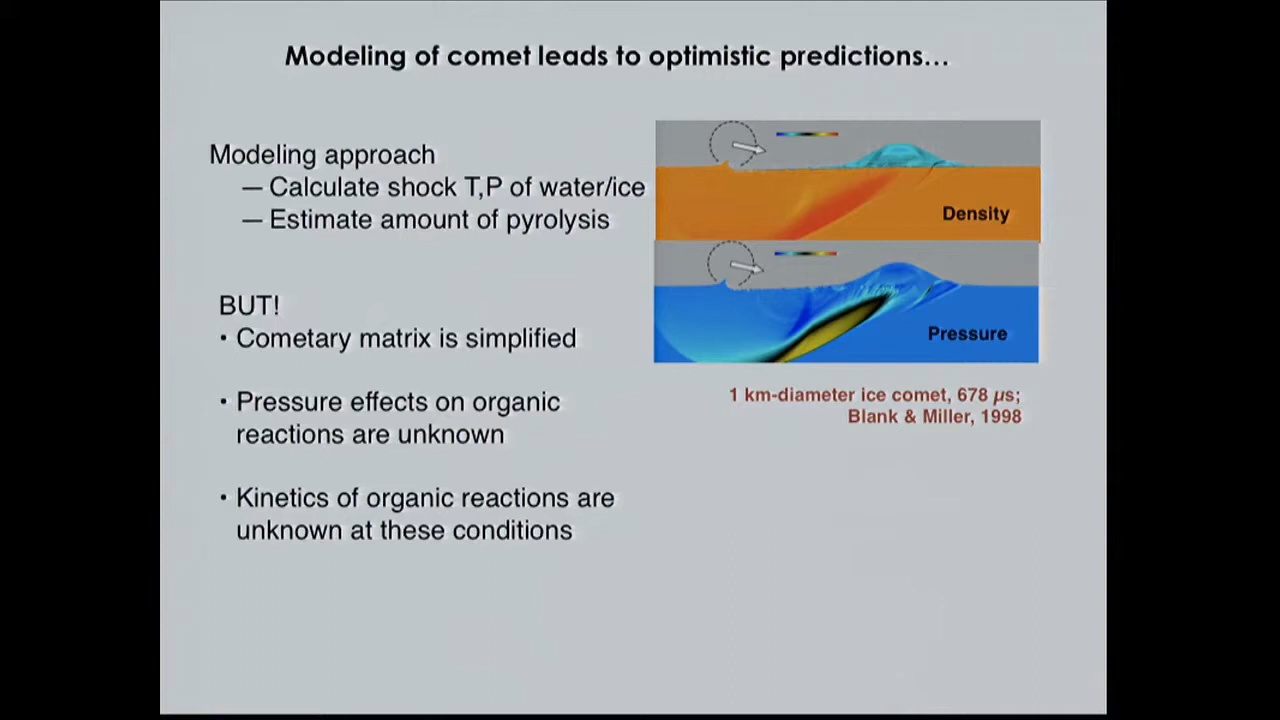 Modeling of comet leads to optimistic predictions…
Modeling approach
— Calculate shock T,P of water/ice
— Estimate amount of pyrolysis
BUT!
• Cometary matrix is simplified
• Pressure effects on organic
reactions are unknown
• Kinetics of organic reactions are
unknown at these conditions
Density
Pressure
1 km-diameter ice comet, 678 µs;
Blank & Miller, 1998